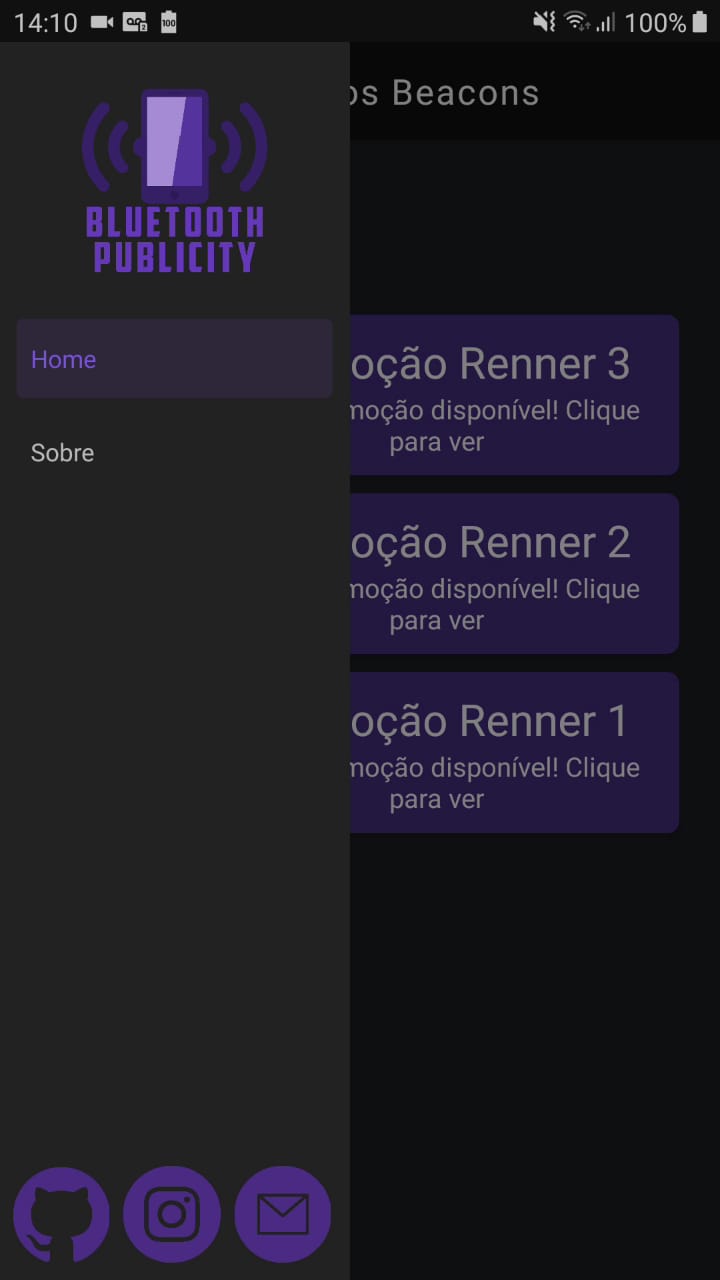 14:10
100%
os Beacons
BLUETOOTH
PUBLICITY
Home
Sobre
oção Renner 3
moção disponível! Clique
para ver
oção Renner 2
moção disponível! Clique
para ver
oção Renner 1
moção disponível! Clique
para ver